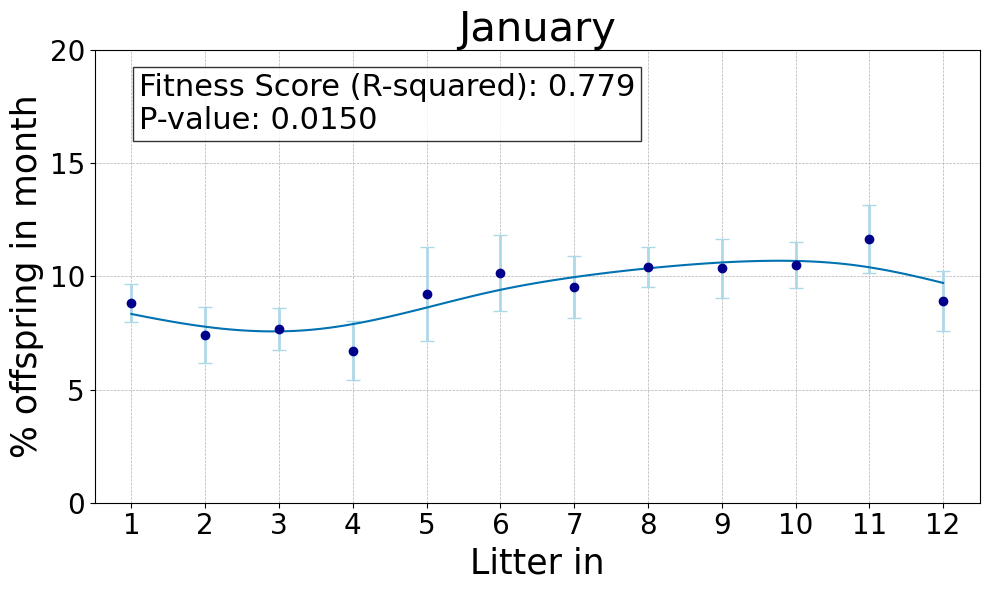 January
Fitness Score (R-squared): 0.779
P-value: 0.0150
% offspring in month
20
15
10
5
0
1 2 3 4 5 6 7 8 9 10 11 12
Litter in